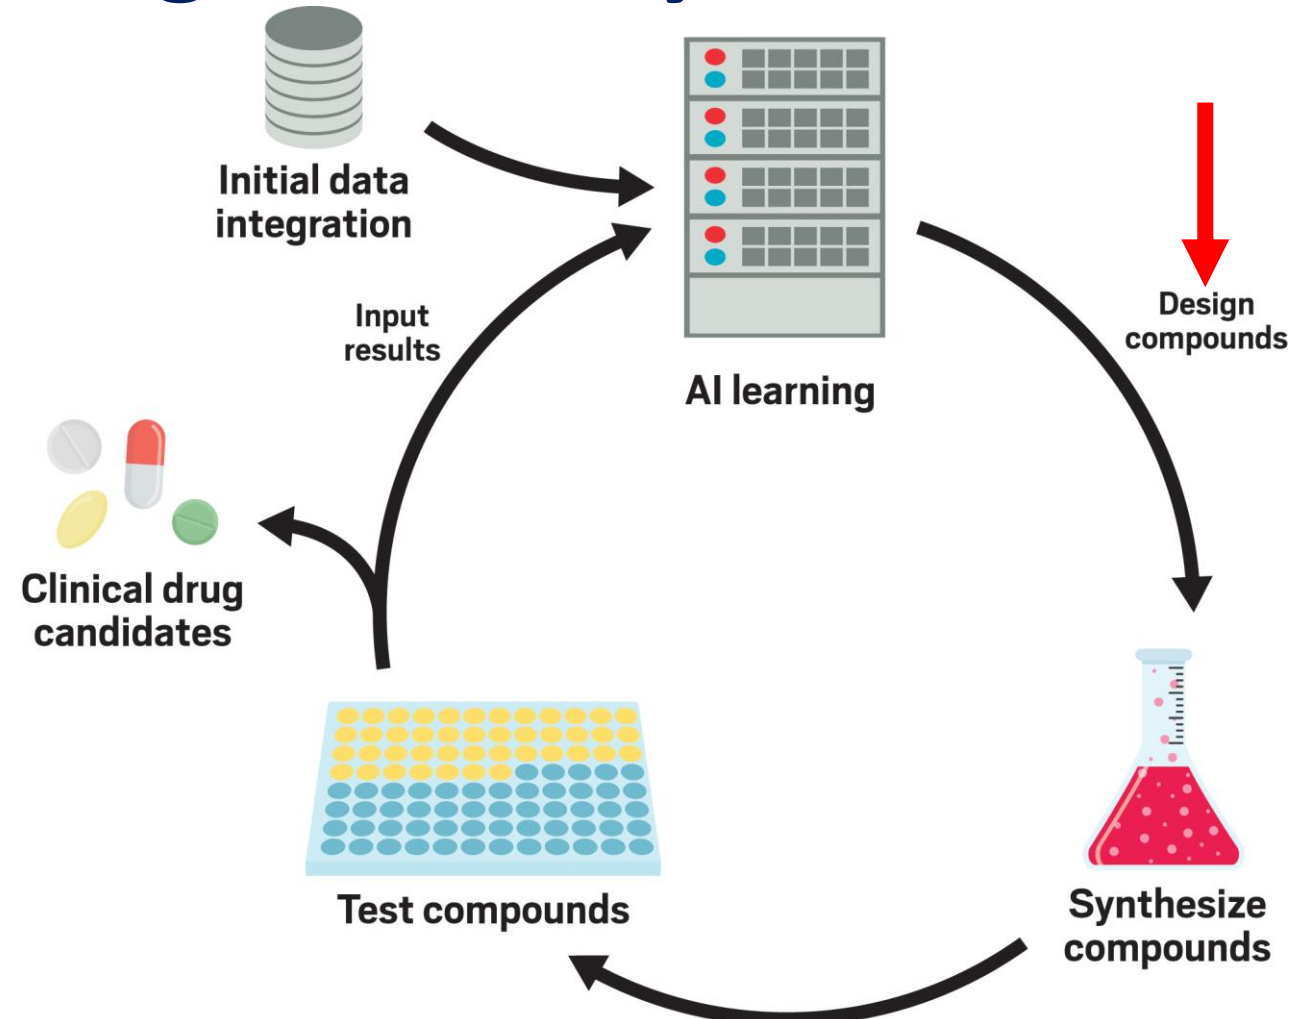 Initial data
integration
Input
results
AI learning
Design
compounds
Clinical drug
candidates
Test compounds
Synthesize
compounds